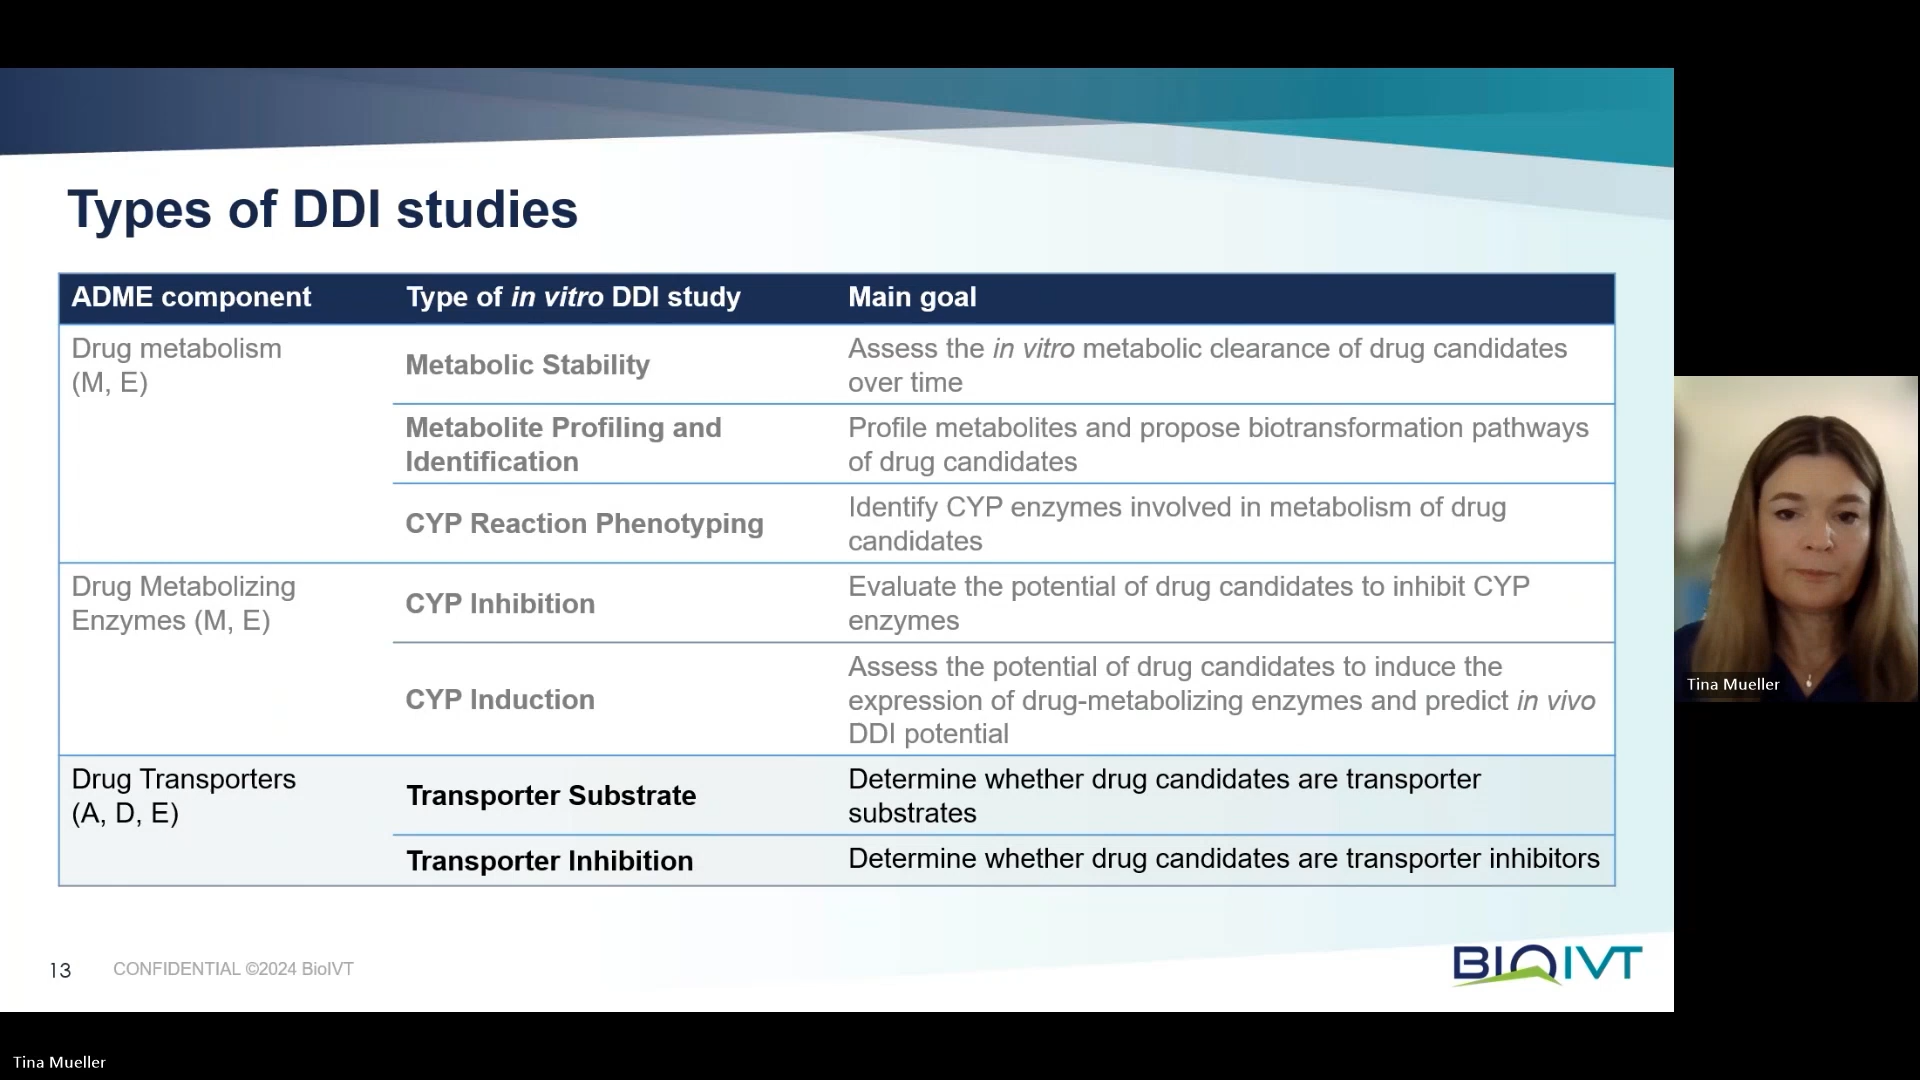 Types of DDI studies
ADME component
Type of in vitro DDI study
Main goal
Drug metabolism
(M, E)
Metabolic Stability
Assess the in vitro metabolic clearance of drug candidates
over time
Metabolite Profiling and
Identification
Profile metabolites and propose biotransformation pathways
of drug candidates
CYP Reaction Phenotyping
Identify CYP enzymes involved in metabolism of drug
candidates
Drug Metabolizing
Enzymes (M, E)
CYP Inhibition
Evaluate the potential of drug candidates to inhibit CYP
enzymes
CYP Induction
Assess the potential of drug candidates to induce the
expression of drug-metabolizing enzymes and predict in vivo
DDI potential
Drug Transporters
(A, D, E)
Transporter Substrate
Determine whether drug candidates are transporter
substrates
Transporter Inhibition
Determine whether drug candidates are transporter inhibitors
Tina Mueller
13
CONFIDENTIAL ©2024 BioIVT
BIOIVT
Tina Mueller